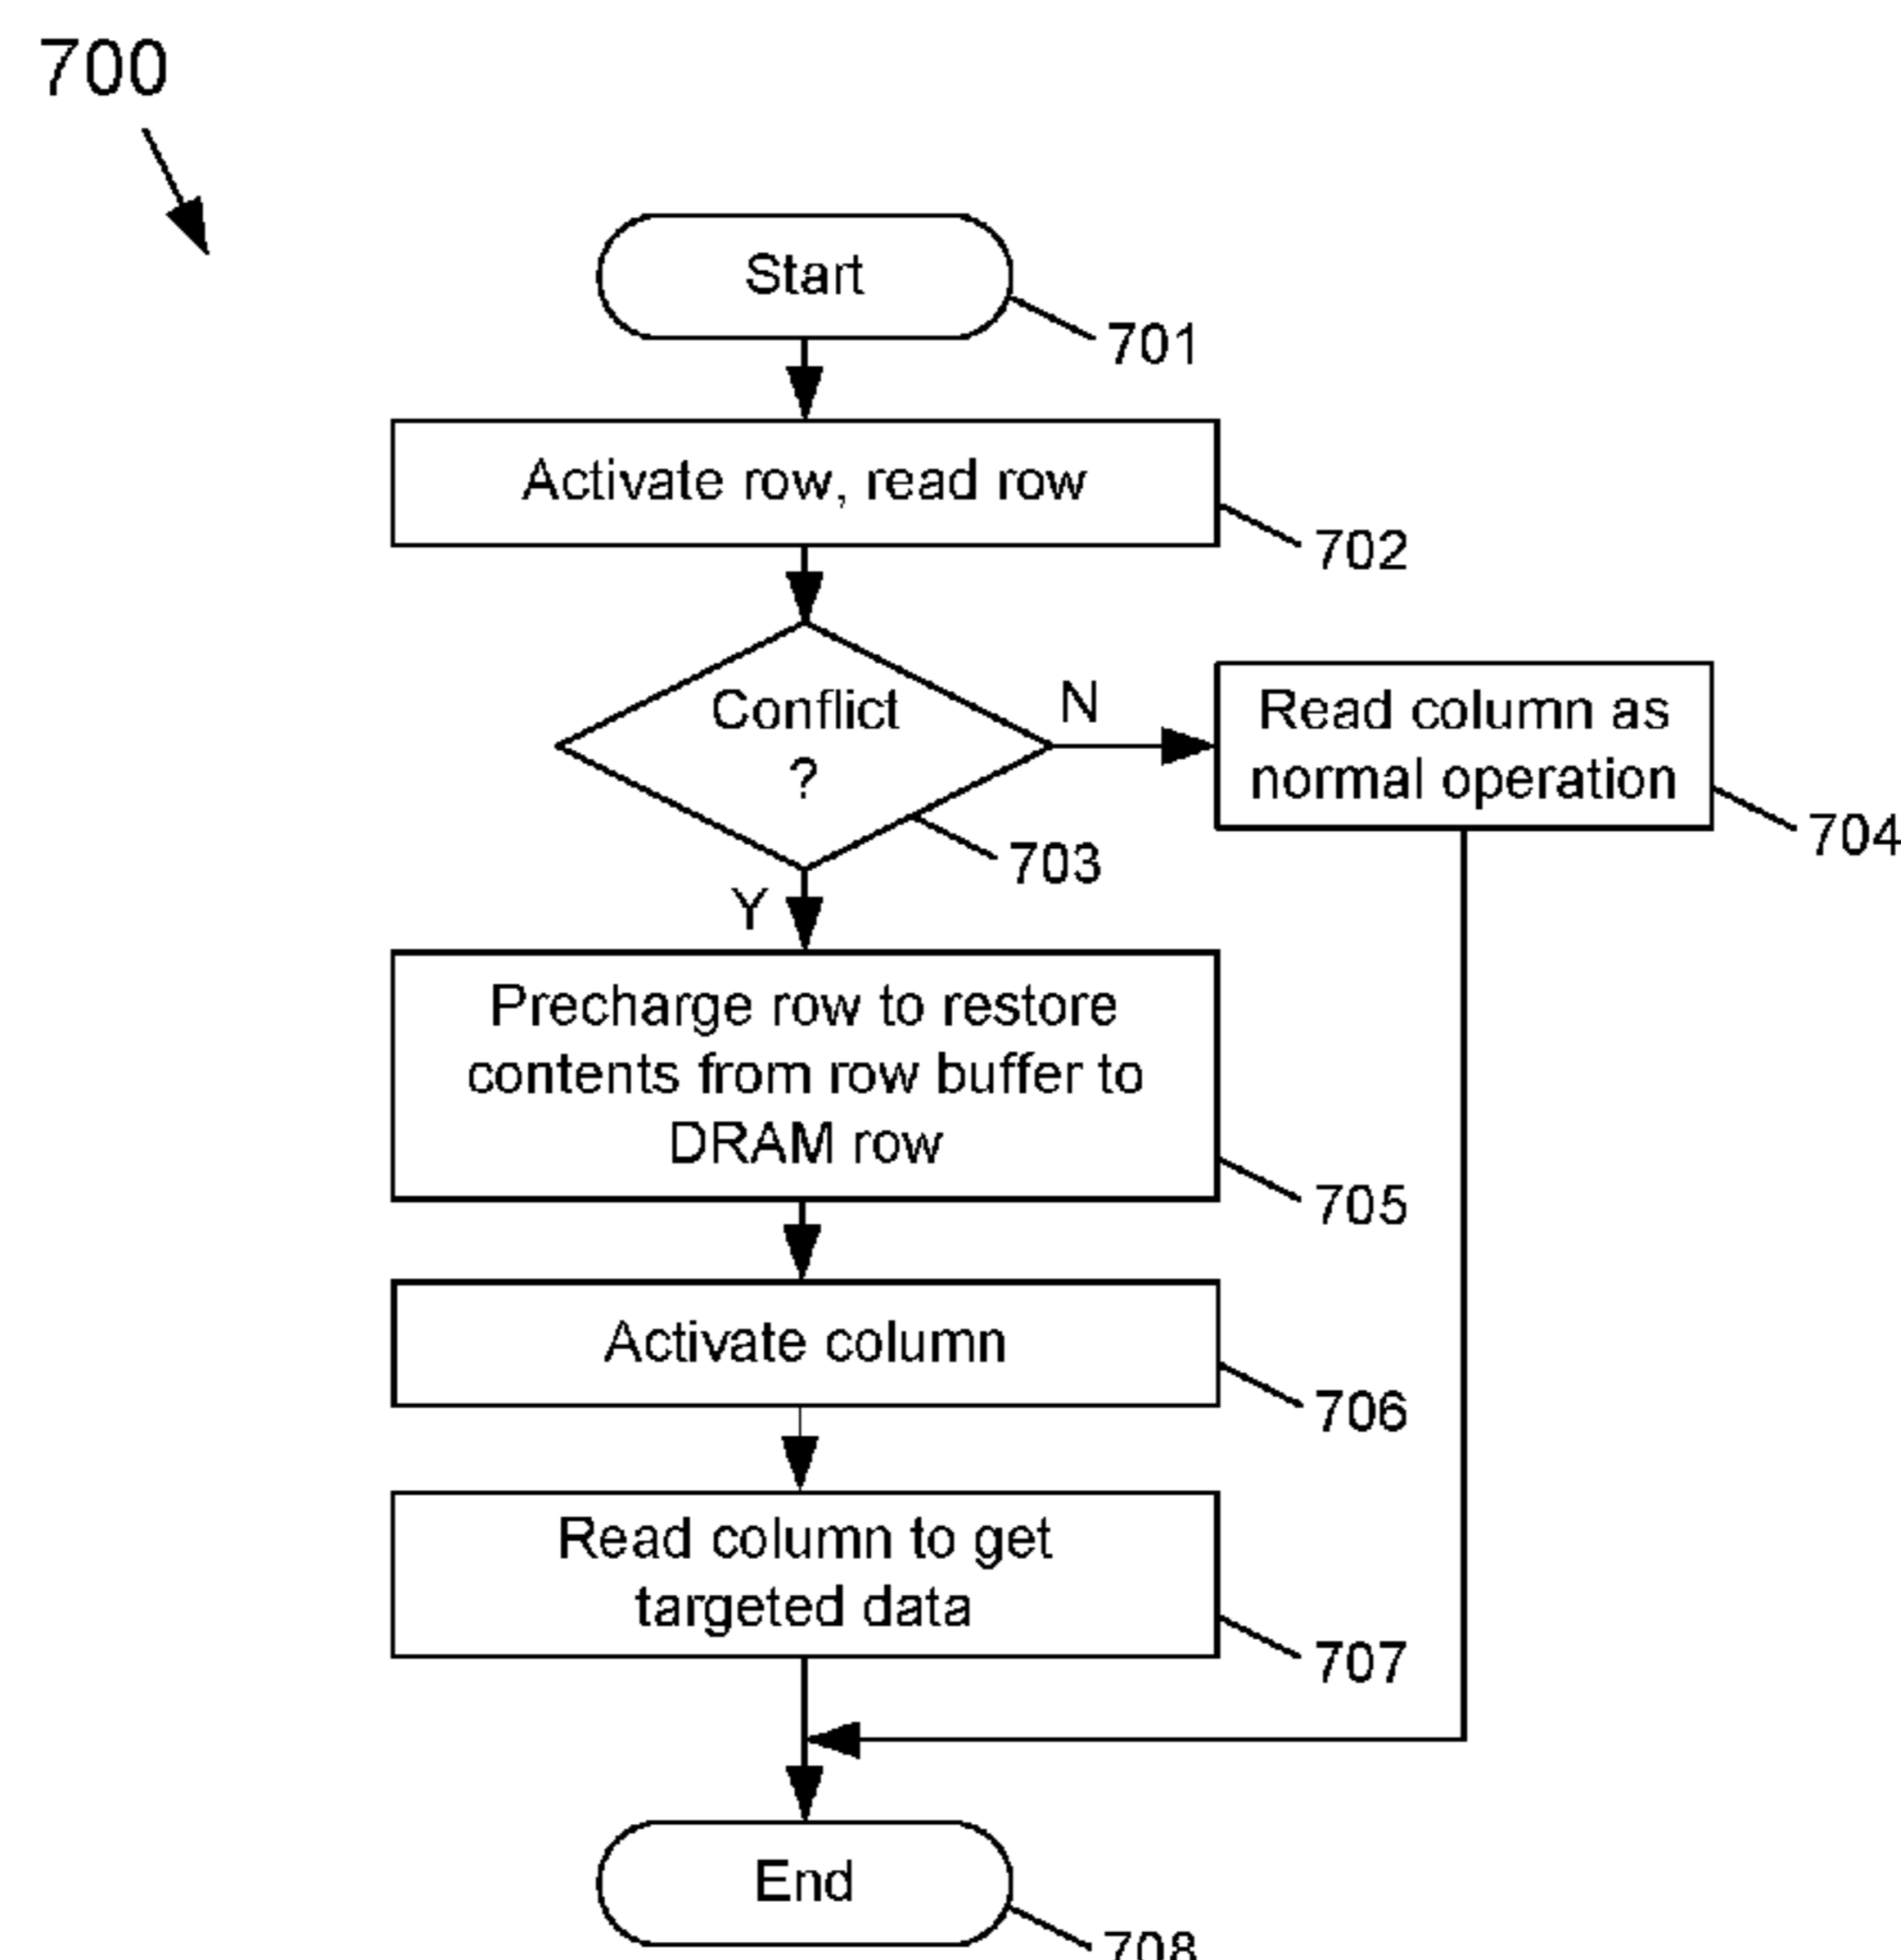 700
Start
701
Activate row, read row
702
Conflict
?
N
Read column as
normal operation
704
703
Y
Precharge row to restore
contents from row buffer to
DRAM row
705
Activate column
706
Read column to get
targeted data
707
End
708